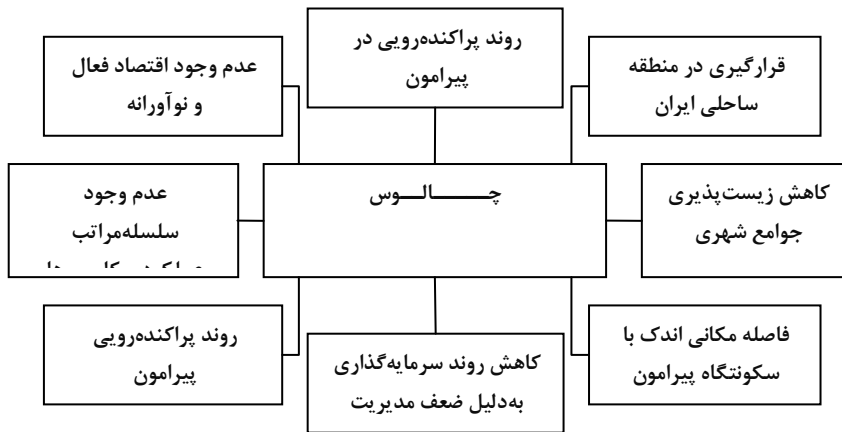 روند پراکنده‌رویی در
پیرامون
قرارگیری در منطقه
ساحلی ایران
عدم وجود اقتصاد فعال
و نوآورانه
چـــــالـــوس
کاهش زیست‌پذیری
جوامع شهری
عدم وجود
سلسله‌مراتب
فاصله مکانی اندک با
سکونتگاه پیرامون
روند پراکنده‌رویی
پیرامون
کاهش روند سرمایه‌گذاری
به‌دلیل ضعف مدیریت